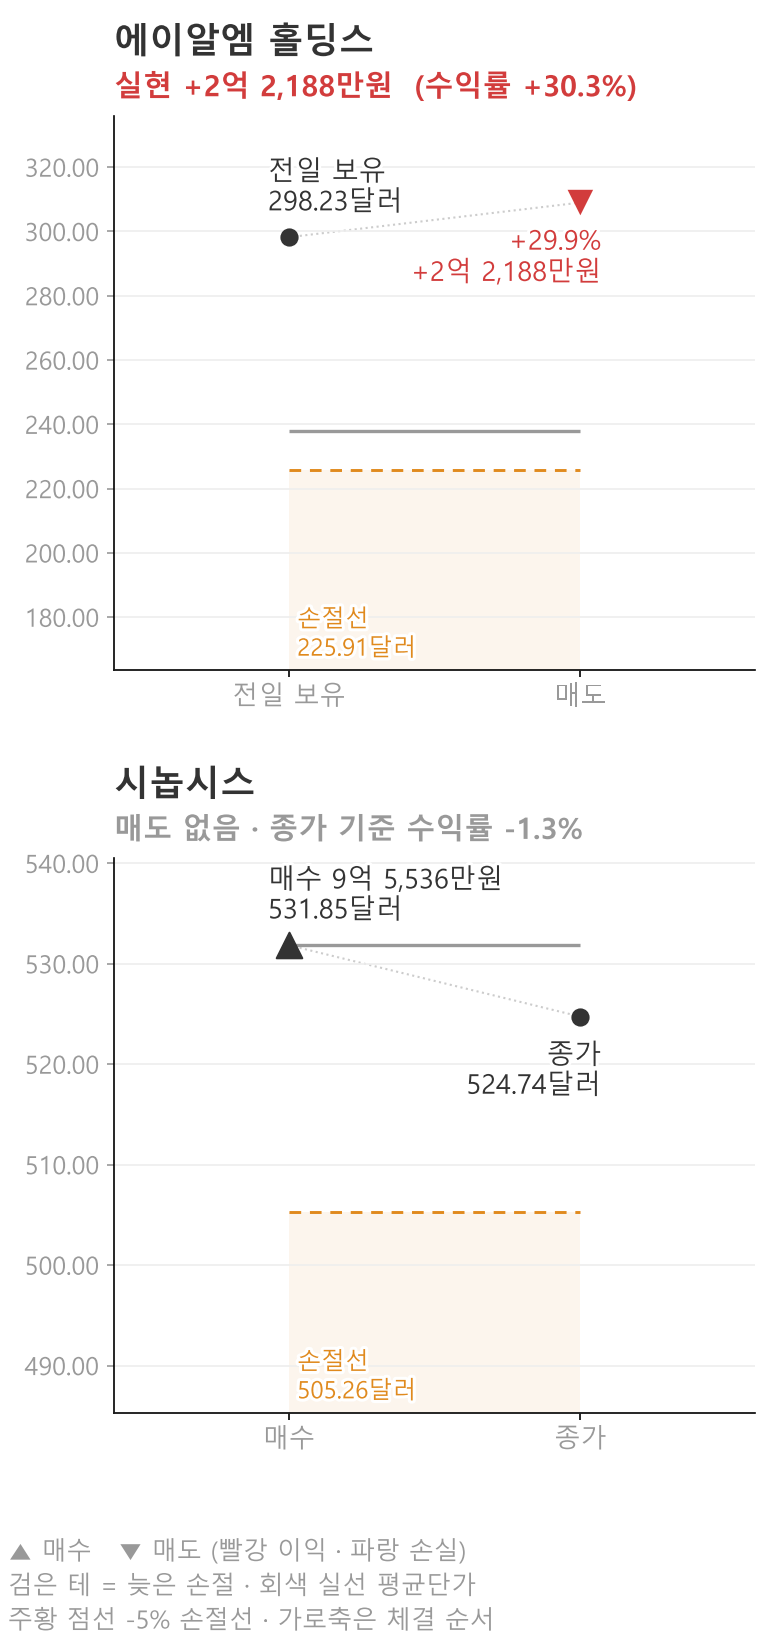 에이알엠 홀딩스
실현 +2억 2,188만원 (수익률 +30.3%)
320.00
전일 보유
298.23달러
300.00
+29.9%
+2억 2,188만원
280.00
260.00
240.00
220.00
200.00
180.00
손절선
225.91달러
전일 보유 매도
시놉시스
매도 없음 · 종가 기준 수익률 -1.3%
540.00
매수 9억 5,536만원
531.85달러
530.00
520.00
종가
524.74달러
510.00
500.00
490.00
손절선
505.26달러
매수 종가
▲ 매수 ▼ 매도 (빨강 이익 · 파랑 손실)
검은 테 = 늦은 손절 · 회색 실선 평균단가
주황 점선 -5% 손절선 · 가로축은 체결 순서